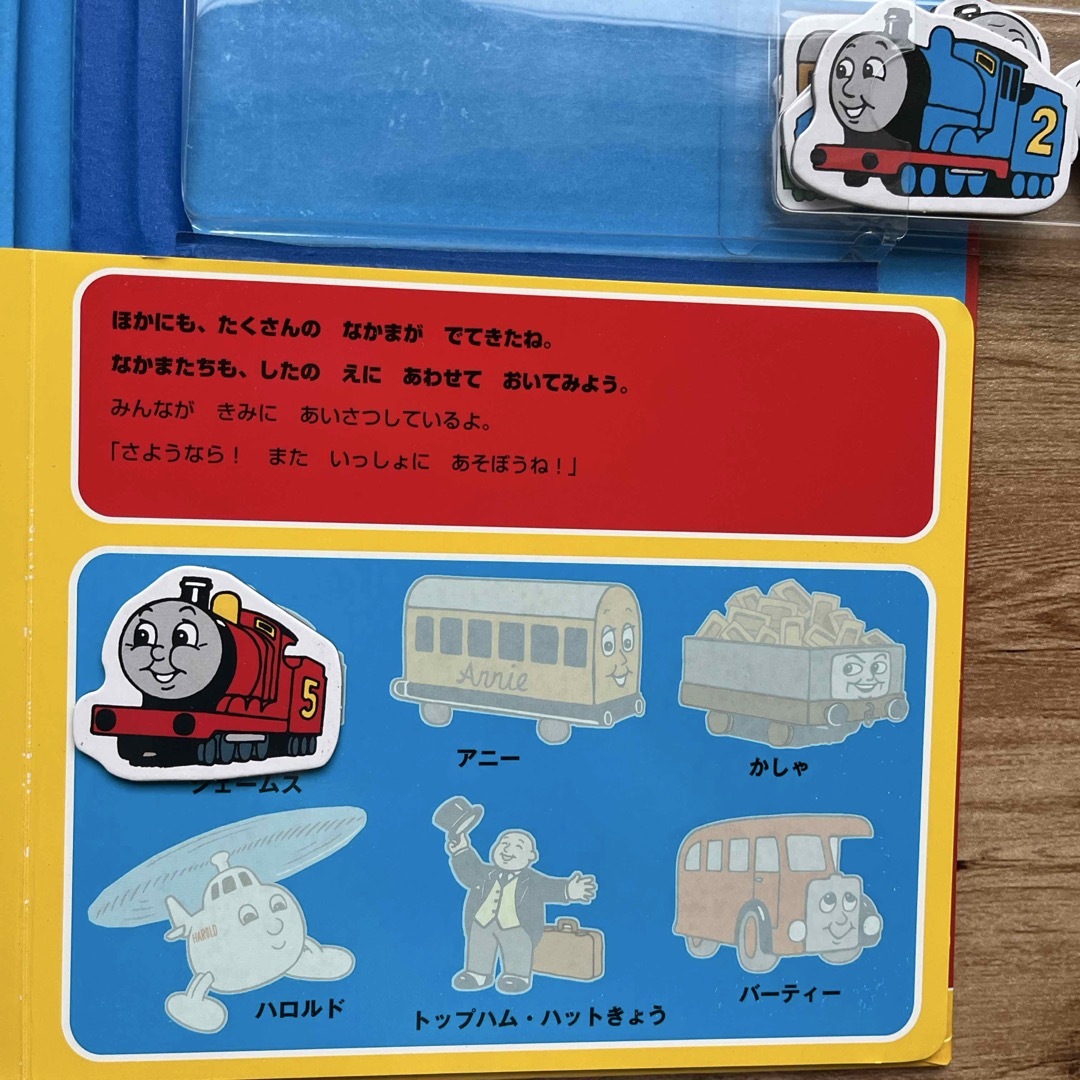 2
ほかにも、たくさんの なかまが でてきたね。
なかまたちも、したの えに あわせて おいてみよう。
みんなが きみに あいさつしているよ。
「さようなら！ また いっしょに あそぼうね！」
5
Annie
ジェームス
アニー
かしゃ
HAROLD
ハロルド
トップハム・ハットきょう
バーティー